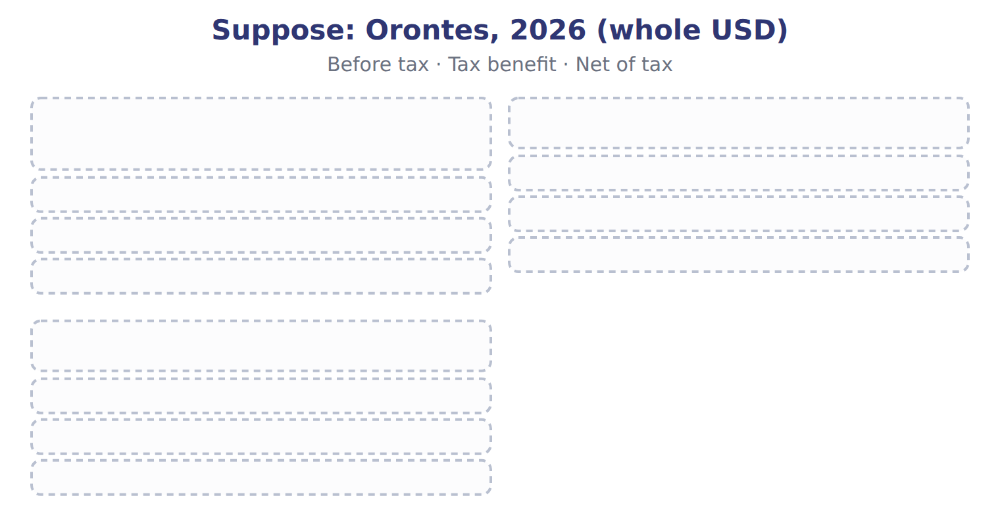 Suppose: Orontes, 2026 (whole USD)
Before tax · Tax benefit · Net of tax